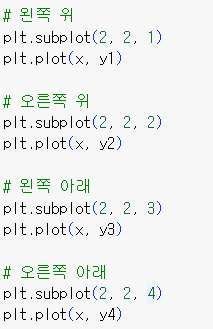 # 왼쪽 위
plt.subplot(2, 2, 1)
plt.plot(x, y1)
# 오른쪽 위
plt.subplot(2, 2, 2)
plt.plot(x, y2)
# 왼쪽 아래
plt.subplot(2, 2, 3)
plt.plot(x, y3)
# 오른쪽 아래
plt.subplot(2, 2, 4)
plt.plot(x, y4)